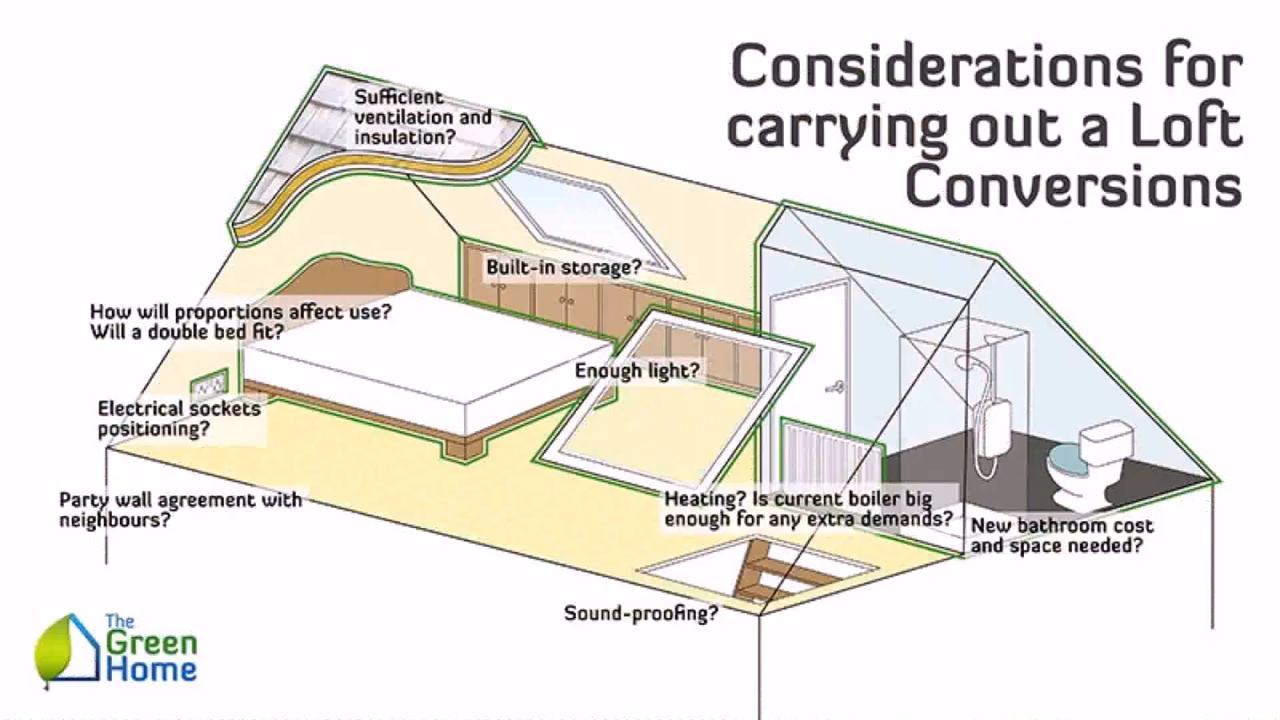 Considerations for
carrying out a Loft
Conversions
Sufficient
ventilation and
insulation?
Built-in storage?
How will proportions affect use?
Will a double bed fit?
Enough light?
Electrical sockets
positioning?
Party wall agreement with
neighbours?
Heating? Is current boiler big
enough for any extra demands?
New bathroom cost
and space needed?
Sound-proofing?
The
Green
Home